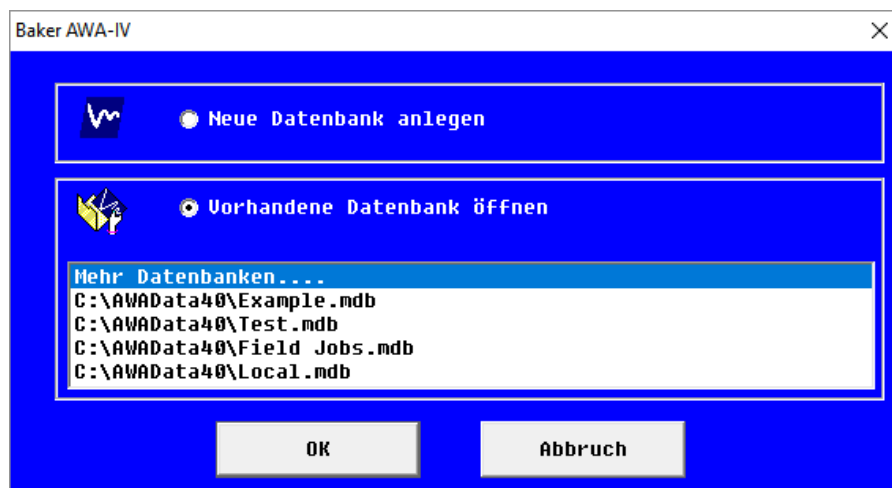 Baker AWA-IV
Neue Datenbank anlegen
Vorhandene Datenbank öffnen
Mehr Datenbanken....
C:\AWAData40\Example.mdb
C:\AWAData40\Test.mdb
C:\AWAData40\Field Jobs.mdb
C:\AWAData40\Local.mdb
OK
Abbruch